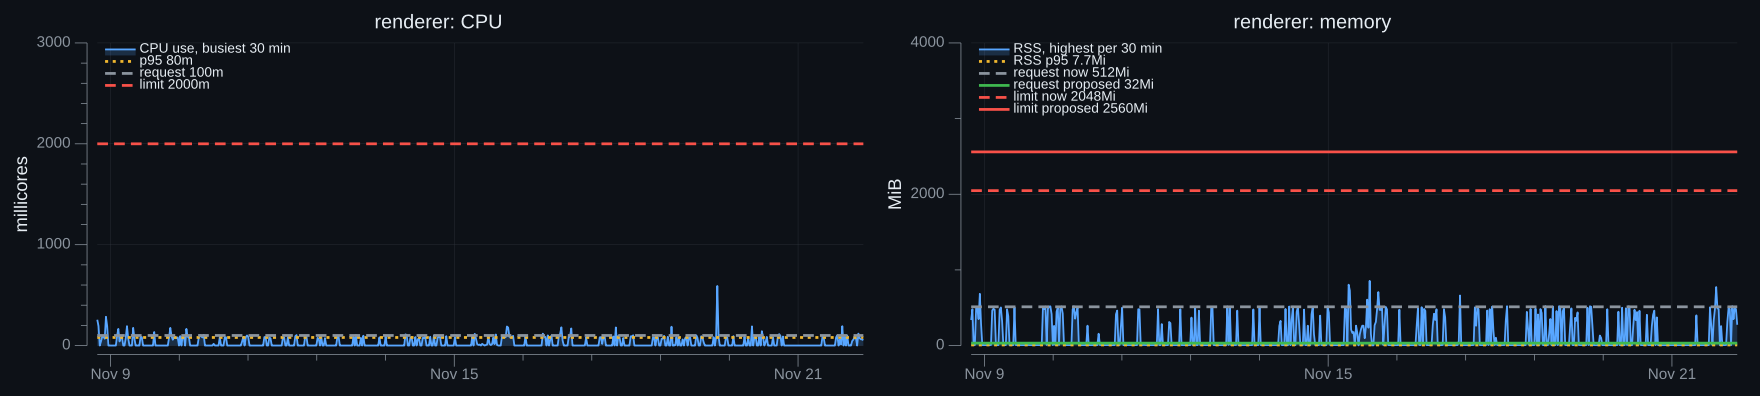 renderer: CPU
3000
2000
1000
0
millicores
CPU use, busiest 30 min
p95 80m
request 100m
limit 2000m
Nov 9
Nov 15
Nov 21
renderer: memory
4000
2000
0
MiB
RSS, highest per 30 min
RSS p95 7.7Mi
request now 512Mi
request proposed 32Mi
limit now 2048Mi
limit proposed 2560Mi
Nov 9
Nov 15
Nov 21